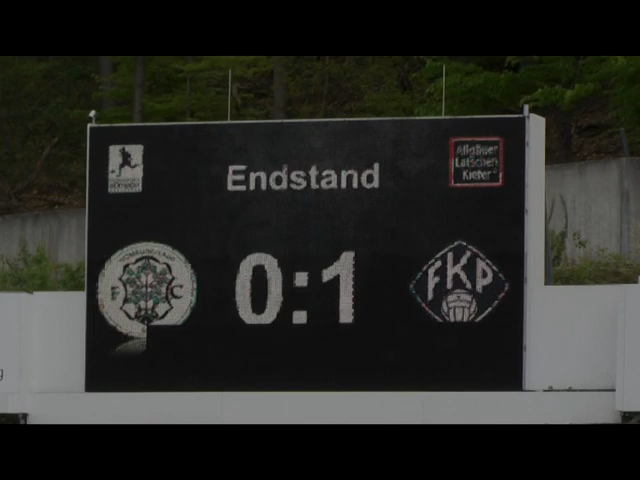 Endstand
Allgäuer
Latschen
Kiefer®
F C
0:1
FKP
g